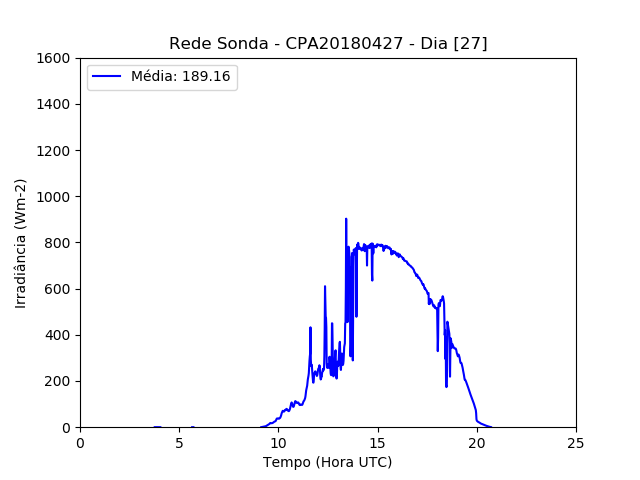 Rede Sonda - CPA20180427 - Dia [27]
Média: 189.16
Irradiância (Wm-2)
1600
1400
1200
1000
800
600
400
200
0
0 5 10 15 20 25
Tempo (Hora UTC)